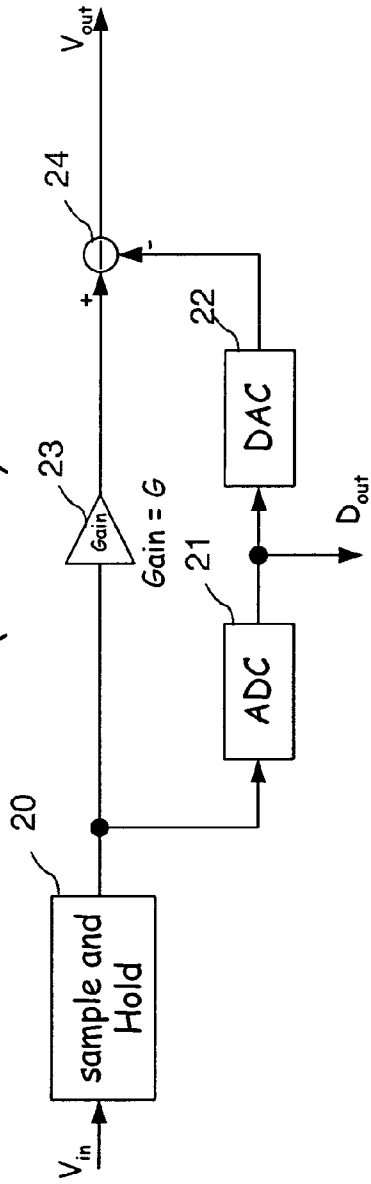 V_in
sample and
Hold
20
Gain
23
Gain = G
+
-
24
V_out
ADC
21
DAC
22
D_out